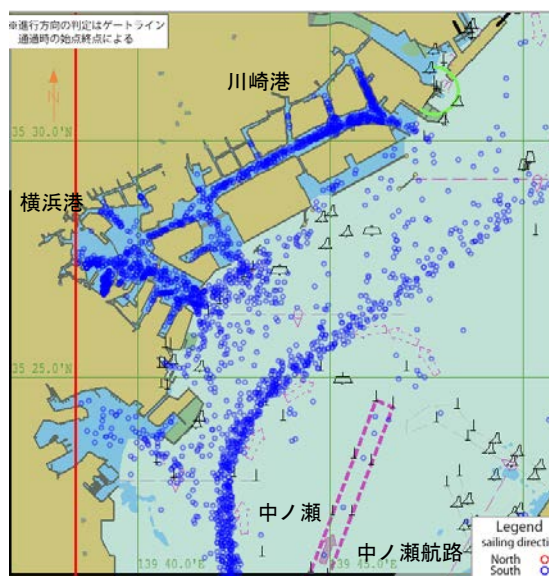 ※進行方向の判定はゲートライン
通過時の始点終点による
川崎港
35 30.0'N
横浜港
35 25.0'N
中ノ瀬
中ノ瀬航路
139 40.0'E
139 45.0'E
Legend
sailing directi
North
South